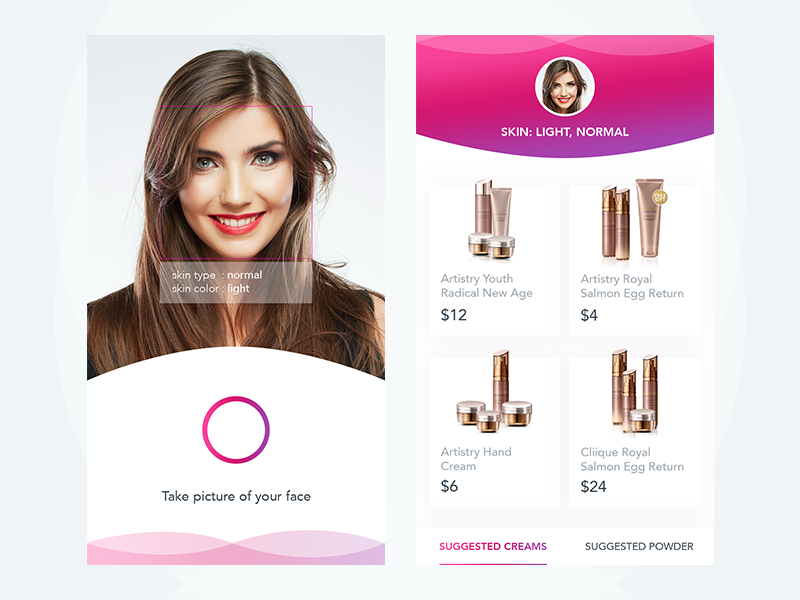 skin type : normal
skin color : light
Take picture of your face
SKIN: LIGHT, NORMAL
Artistry Youth
Radical New Age
$12
Artistry Royal
Salmon Egg Return
$4
Artistry Hand
Cream
$6
Cliique Royal
Salmon Egg Return
$24
SUGGESTED CREAMS
SUGGESTED POWDER